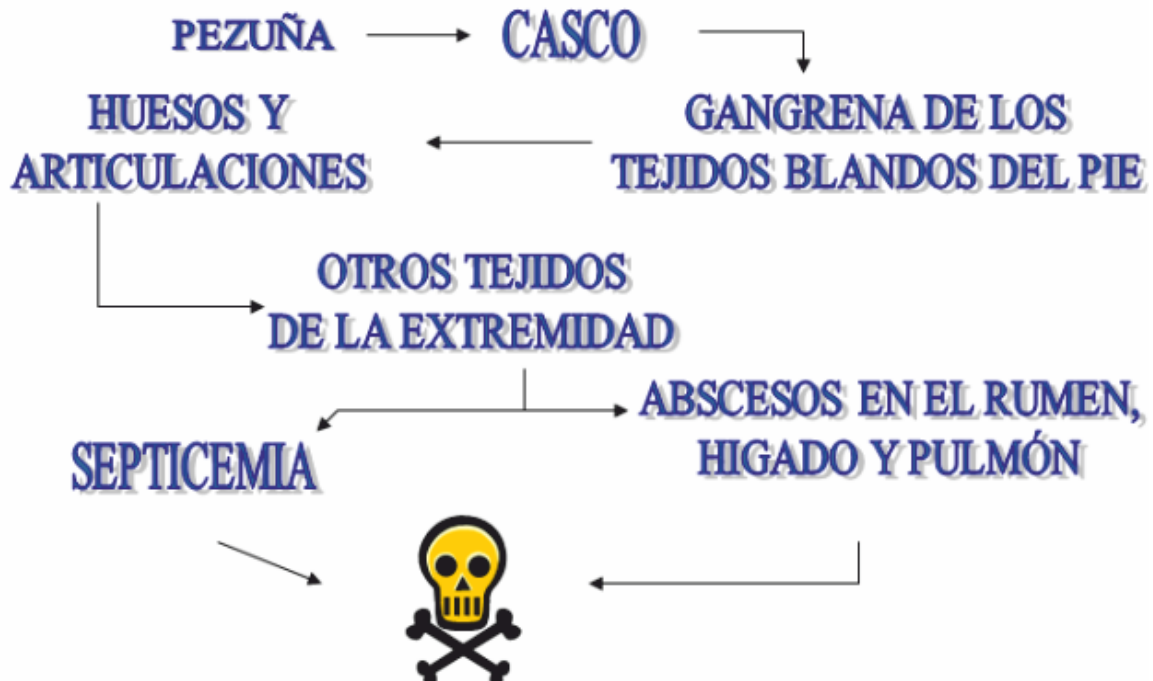 PEZUÑA
CASCO
GANGRENA DE LOS
TEJIDOS BLANDOS DEL PIE
HUESOS Y
ARTICULACIONES
OTROS TEJIDOS
DE LA EXTREMIDAD
SEPTICEMIA
ABSCESOS EN EL RUMEN,
HIGADO Y PULMÓN